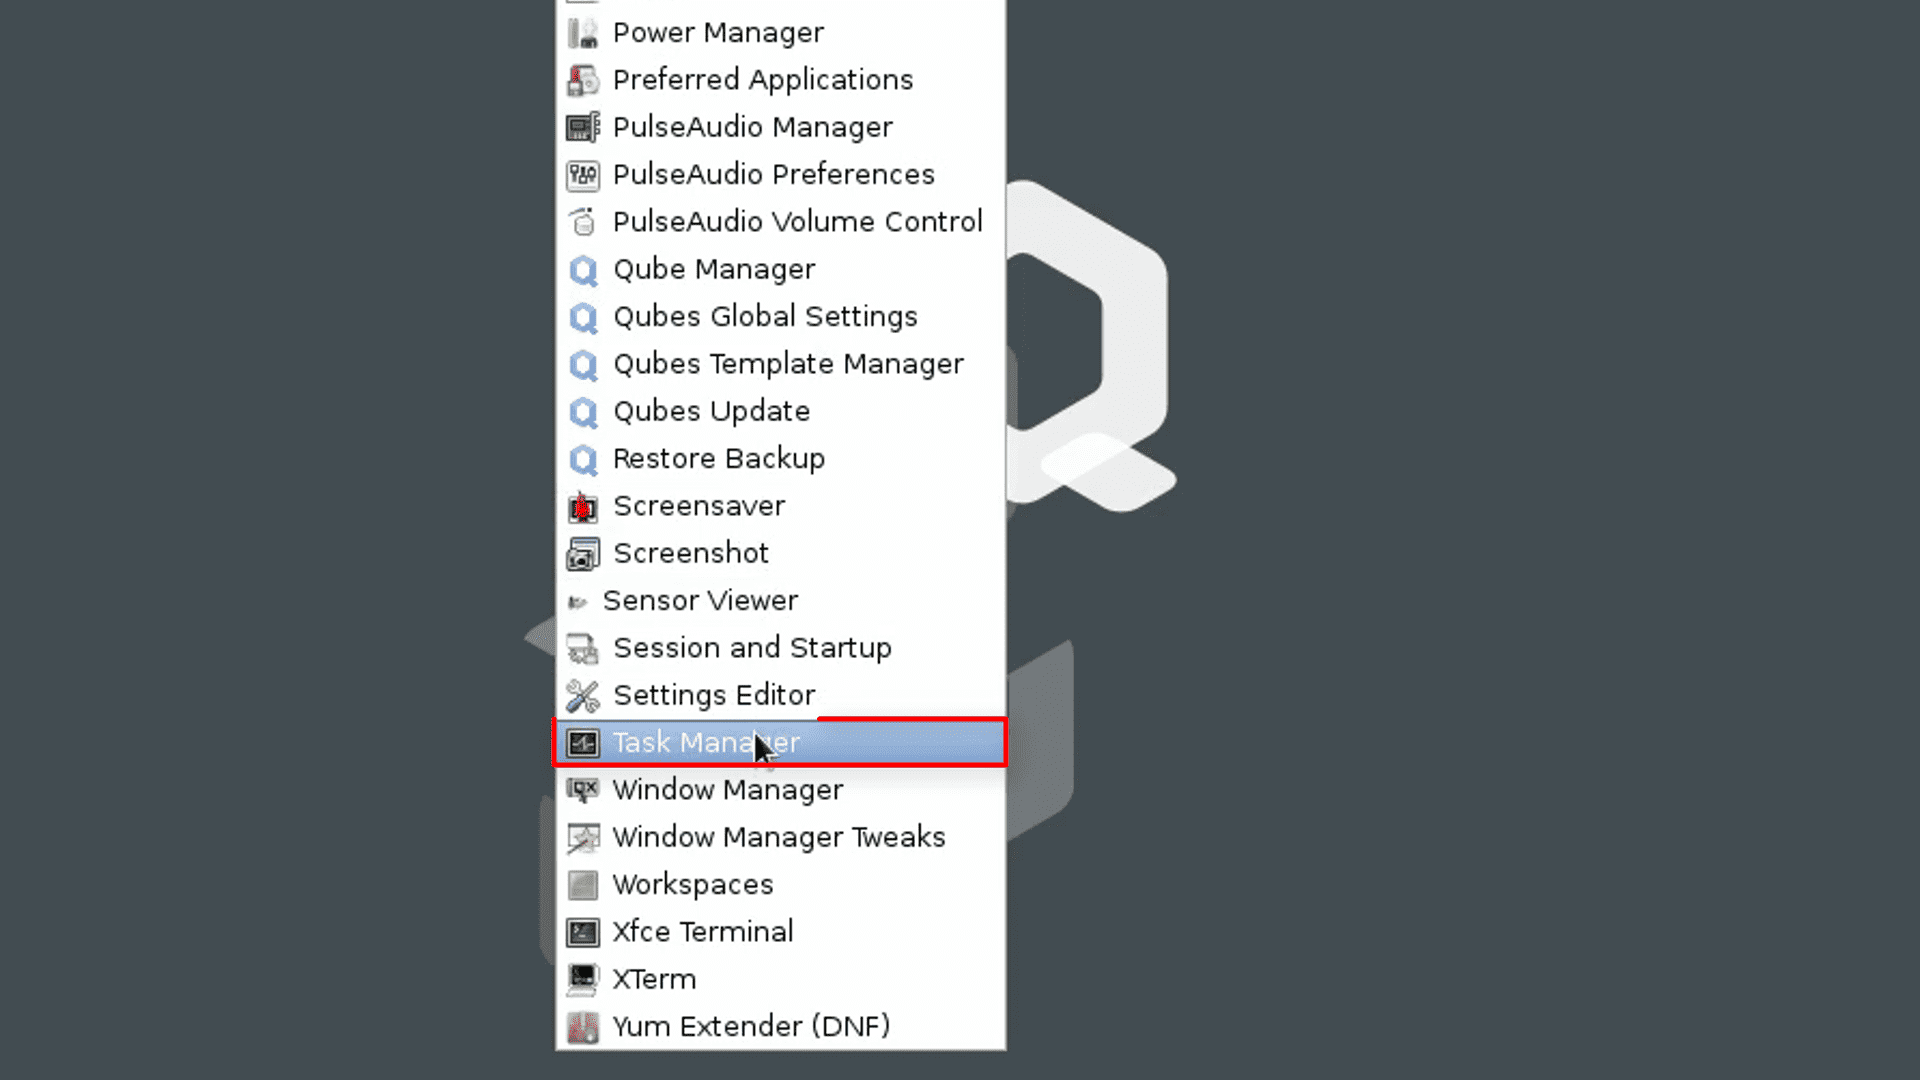 Power Manager
Preferred Applications
PulseAudio Manager
PulseAudio Preferences
PulseAudio Volume Control
Qube Manager
Qubes Global Settings
Qubes Template Manager
Qubes Update
Restore Backup
Screensaver
Screenshot
Sensor Viewer
Session and Startup
Settings Editor
Task Manager
Window Manager
Window Manager Tweaks
Workspaces
Xfce Terminal
XTerm
Yum Extender (DNF)